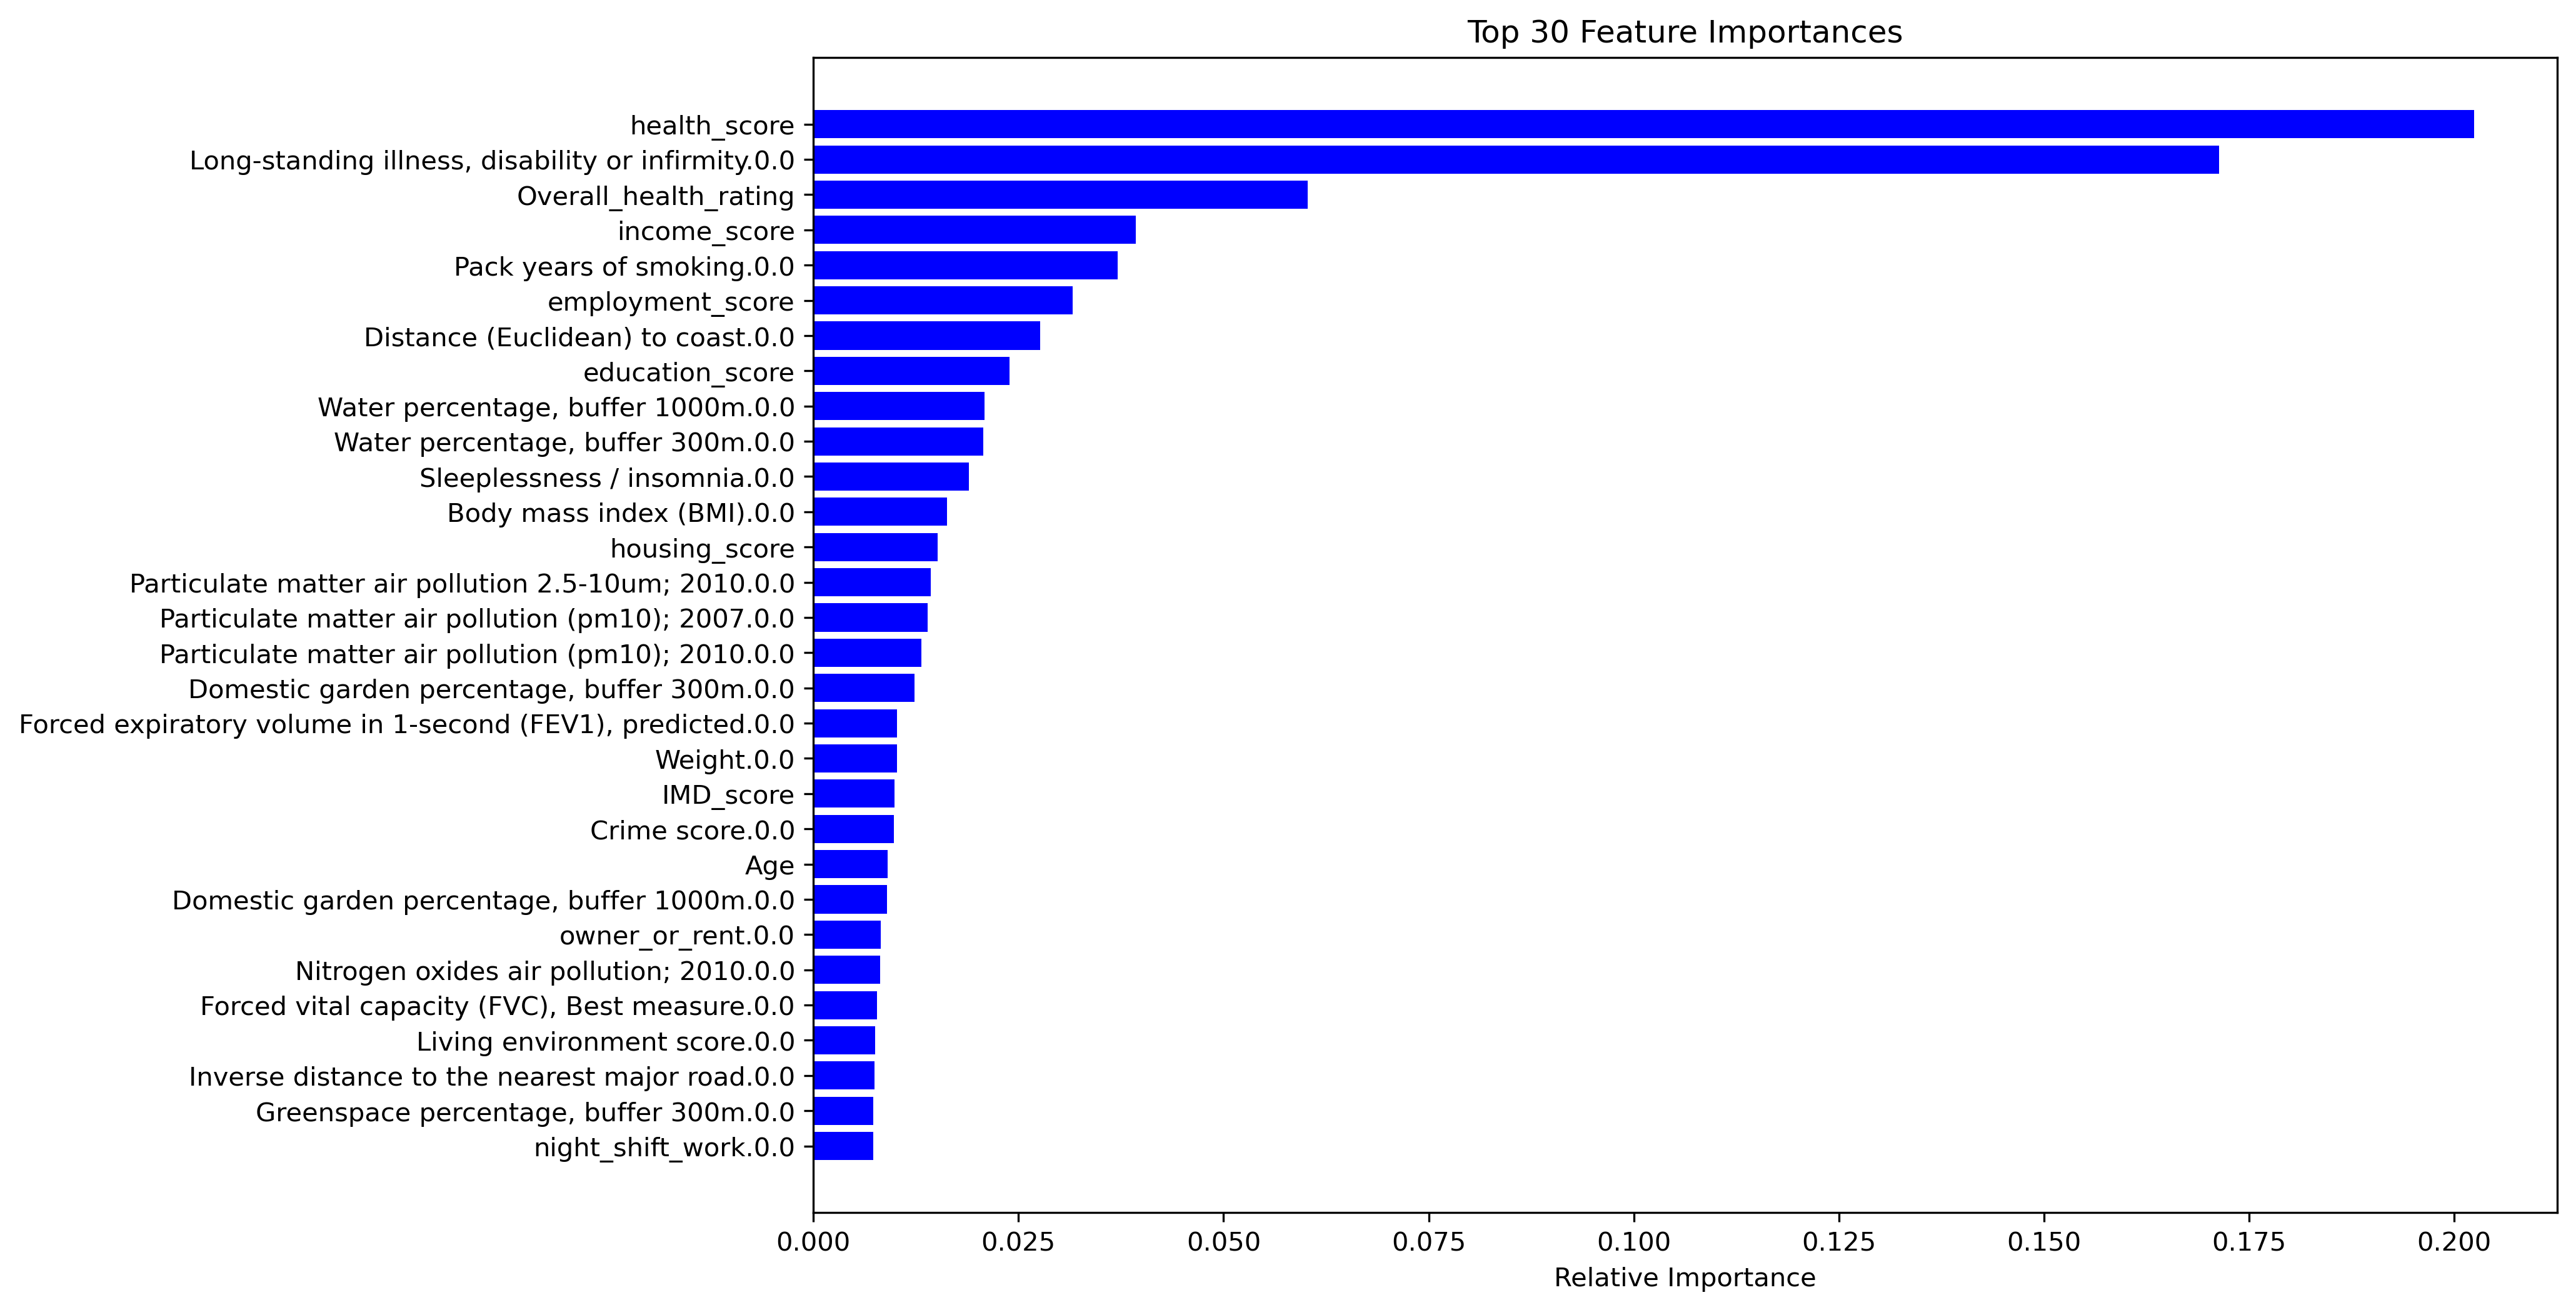 Top 30 Feature Importances
health_score
Long-standing illness, disability or infirmity.0.0
Overall_health_rating
income_score
Pack years of smoking.0.0
employment_score
Distance (Euclidean) to coast.0.0
education_score
Water percentage, buffer 1000m.0.0
Water percentage, buffer 300m.0.0
Sleeplessness / insomnia.0.0
Body mass index (BMI).0.0
housing_score
Particulate matter air pollution 2.5-10um; 2010.0.0
Particulate matter air pollution (pm10); 2007.0.0
Particulate matter air pollution (pm10); 2010.0.0
Domestic garden percentage, buffer 300m.0.0
Forced expiratory volume in 1-second (FEV1), predicted.0.0
Weight.0.0
IMD_score
Crime score.0.0
Age
Domestic garden percentage, buffer 1000m.0.0
owner_or_rent.0.0
Nitrogen oxides air pollution; 2010.0.0
Forced vital capacity (FVC), Best measure.0.0
Living environment score.0.0
Inverse distance to the nearest major road.0.0
Greenspace percentage, buffer 300m.0.0
night_shift_work.0.0
0.000 0.025 0.050 0.075 0.100 0.125 0.150 0.175 0.200
Relative Importance